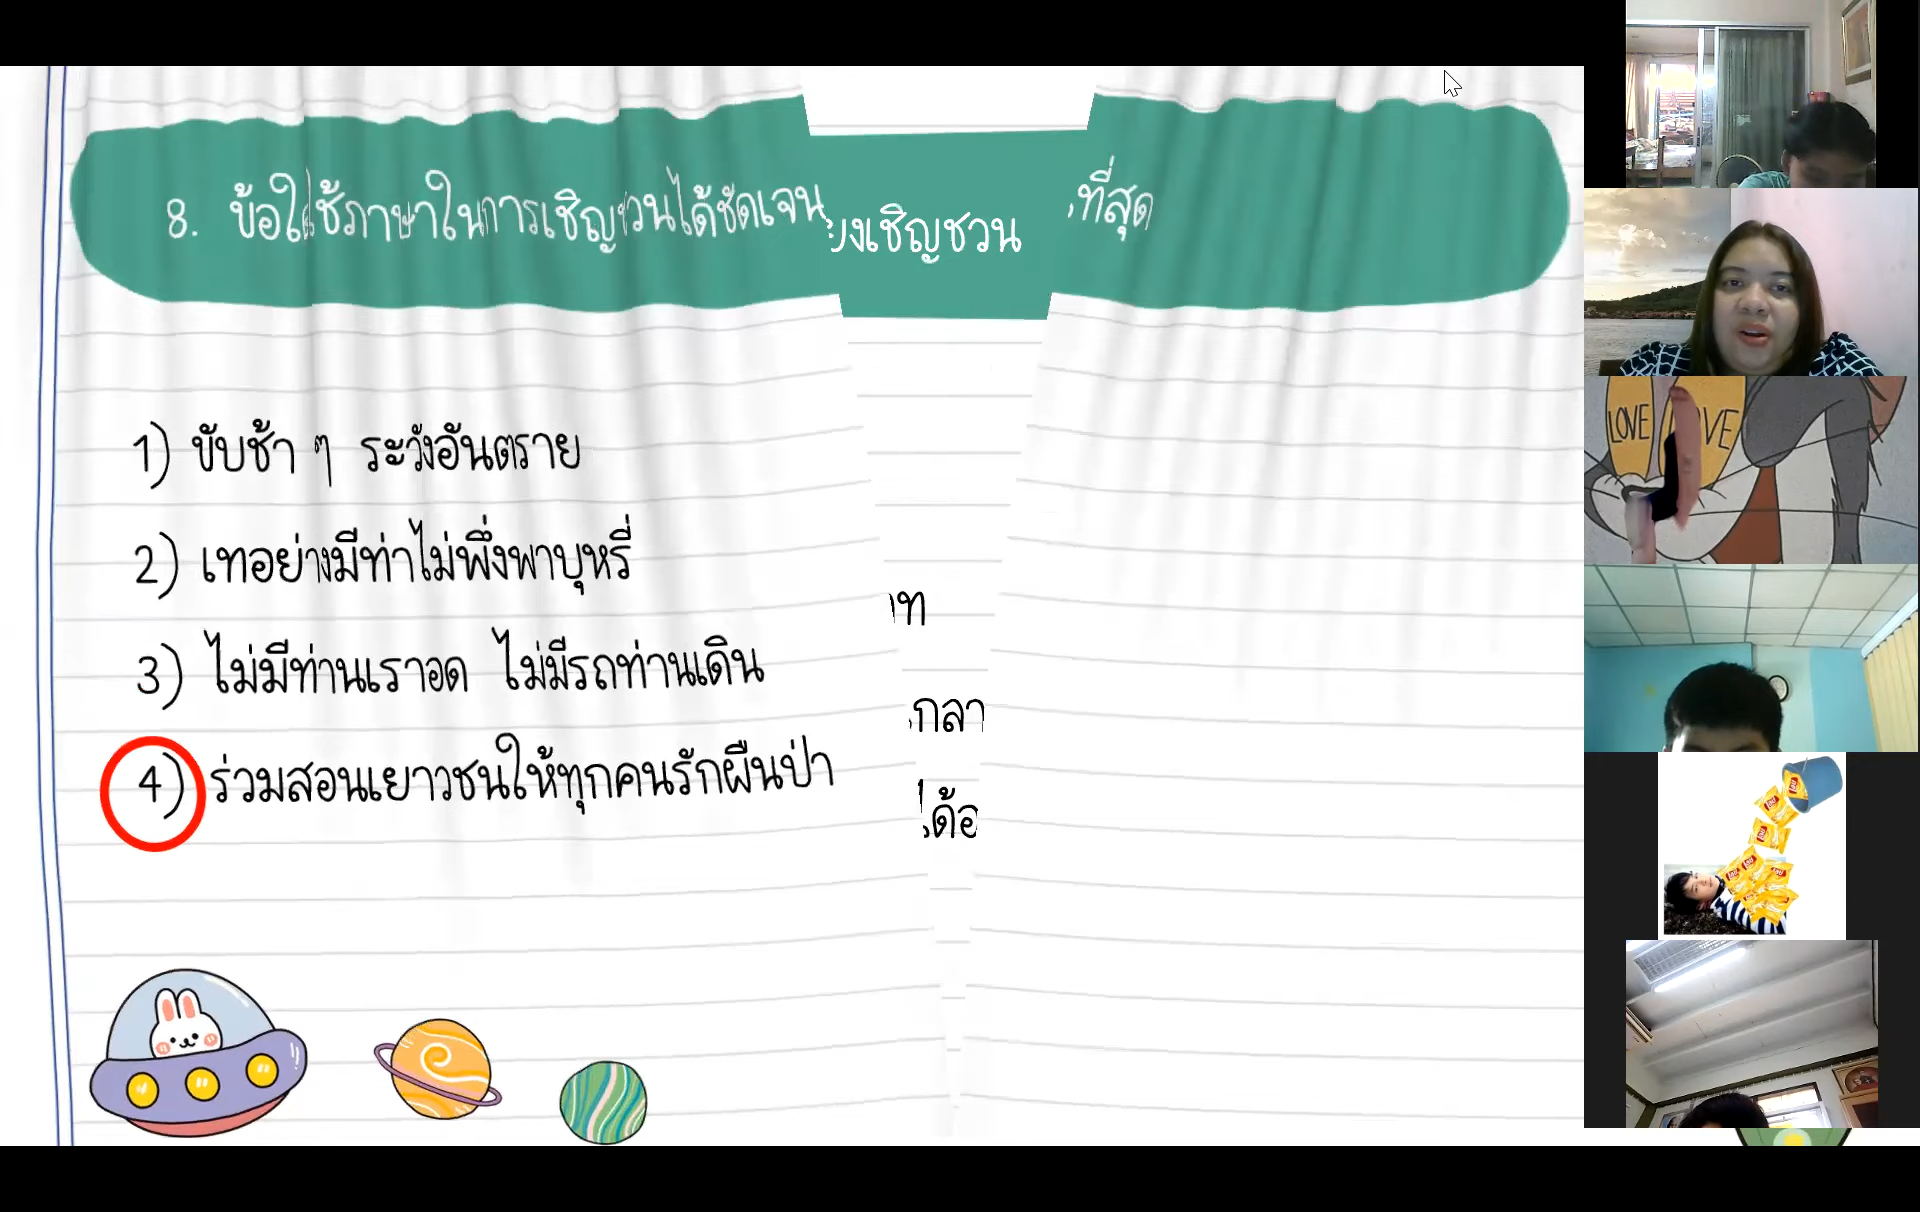 8. ข้อใดใช้ภาษาในการเชิญชวนได้ชัดเจนที่สุด
เชิญชวน
1) ขับช้า ๆ ระวังอันตราย
2) เทอย่างมีท่าไม่พึ่งพาบุหรี่
3) ไม่มีท่านเราอด ไม่มีรถท่านเดิน
4) ร่วมสอนเยาวชนให้ทุกคนรักผืนป่า
LOVE